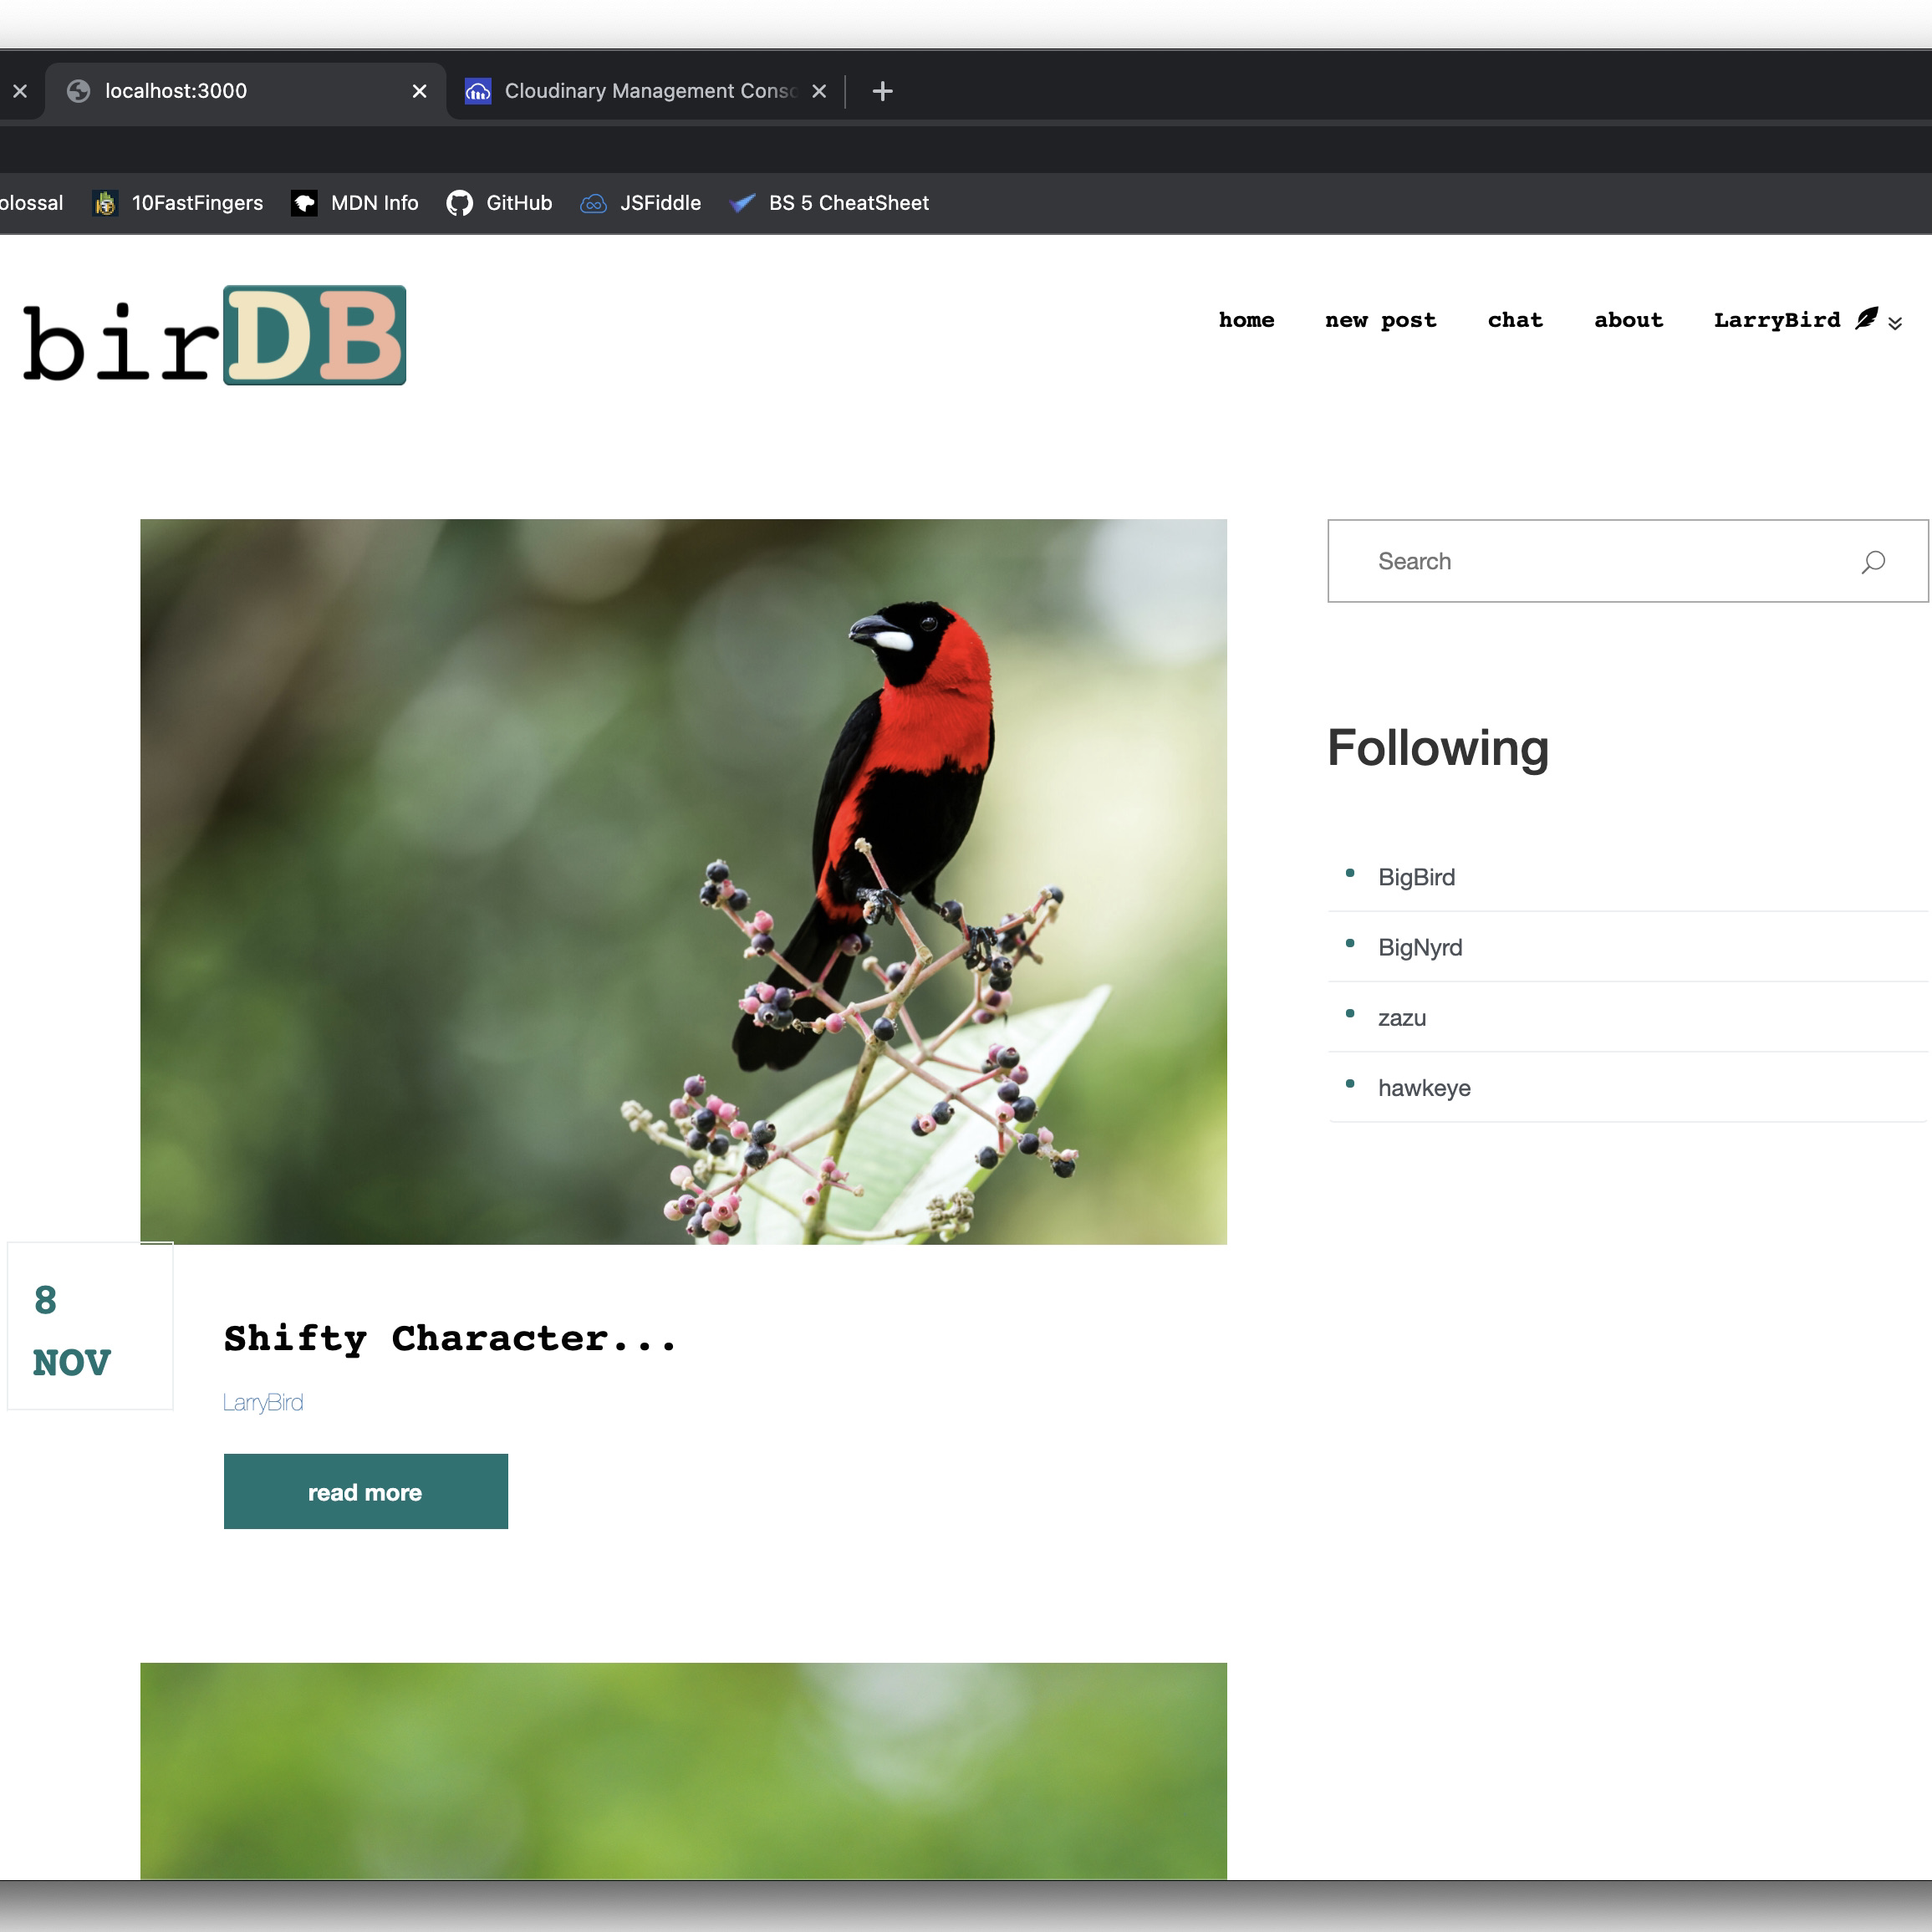 localhost:3000
Cloudinary Management Conso
olossal 10FastFingers MDN Info GitHub JSFiddle BS 5 CheatSheet
birDB
home new post chat about LarryBird
Search
Following
BigBird
BigNyrd
zazu
hawkeye
8
NOV
Shifty Character...
LarryBird
read more